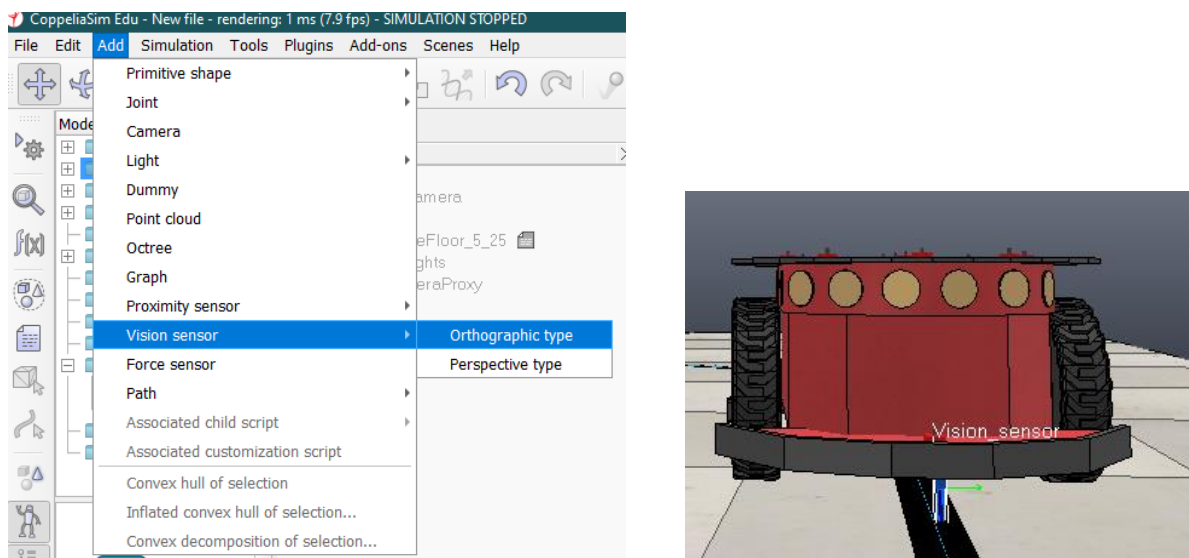 CoppeliaSim Edu - New file - rendering: 1 ms (7.9 fps) - SIMULATION STOPPED
File Edit Add Simulation Tools Plugins Add-ons Scenes Help
Primitive shape
Joint
Camera
Light
Dummy
Point cloud
Octree
Graph
Proximity sensor
Vision sensor
Orthographic type
Force sensor
Perspective type
Path
Associated child script
Associated customization script
Convex hull of selection
Inflated convex hull of selection...
Convex decomposition of selection...
Mode
amera
eFloor_5_25
ghts
eraProxy
f(x)
Vision_sensor